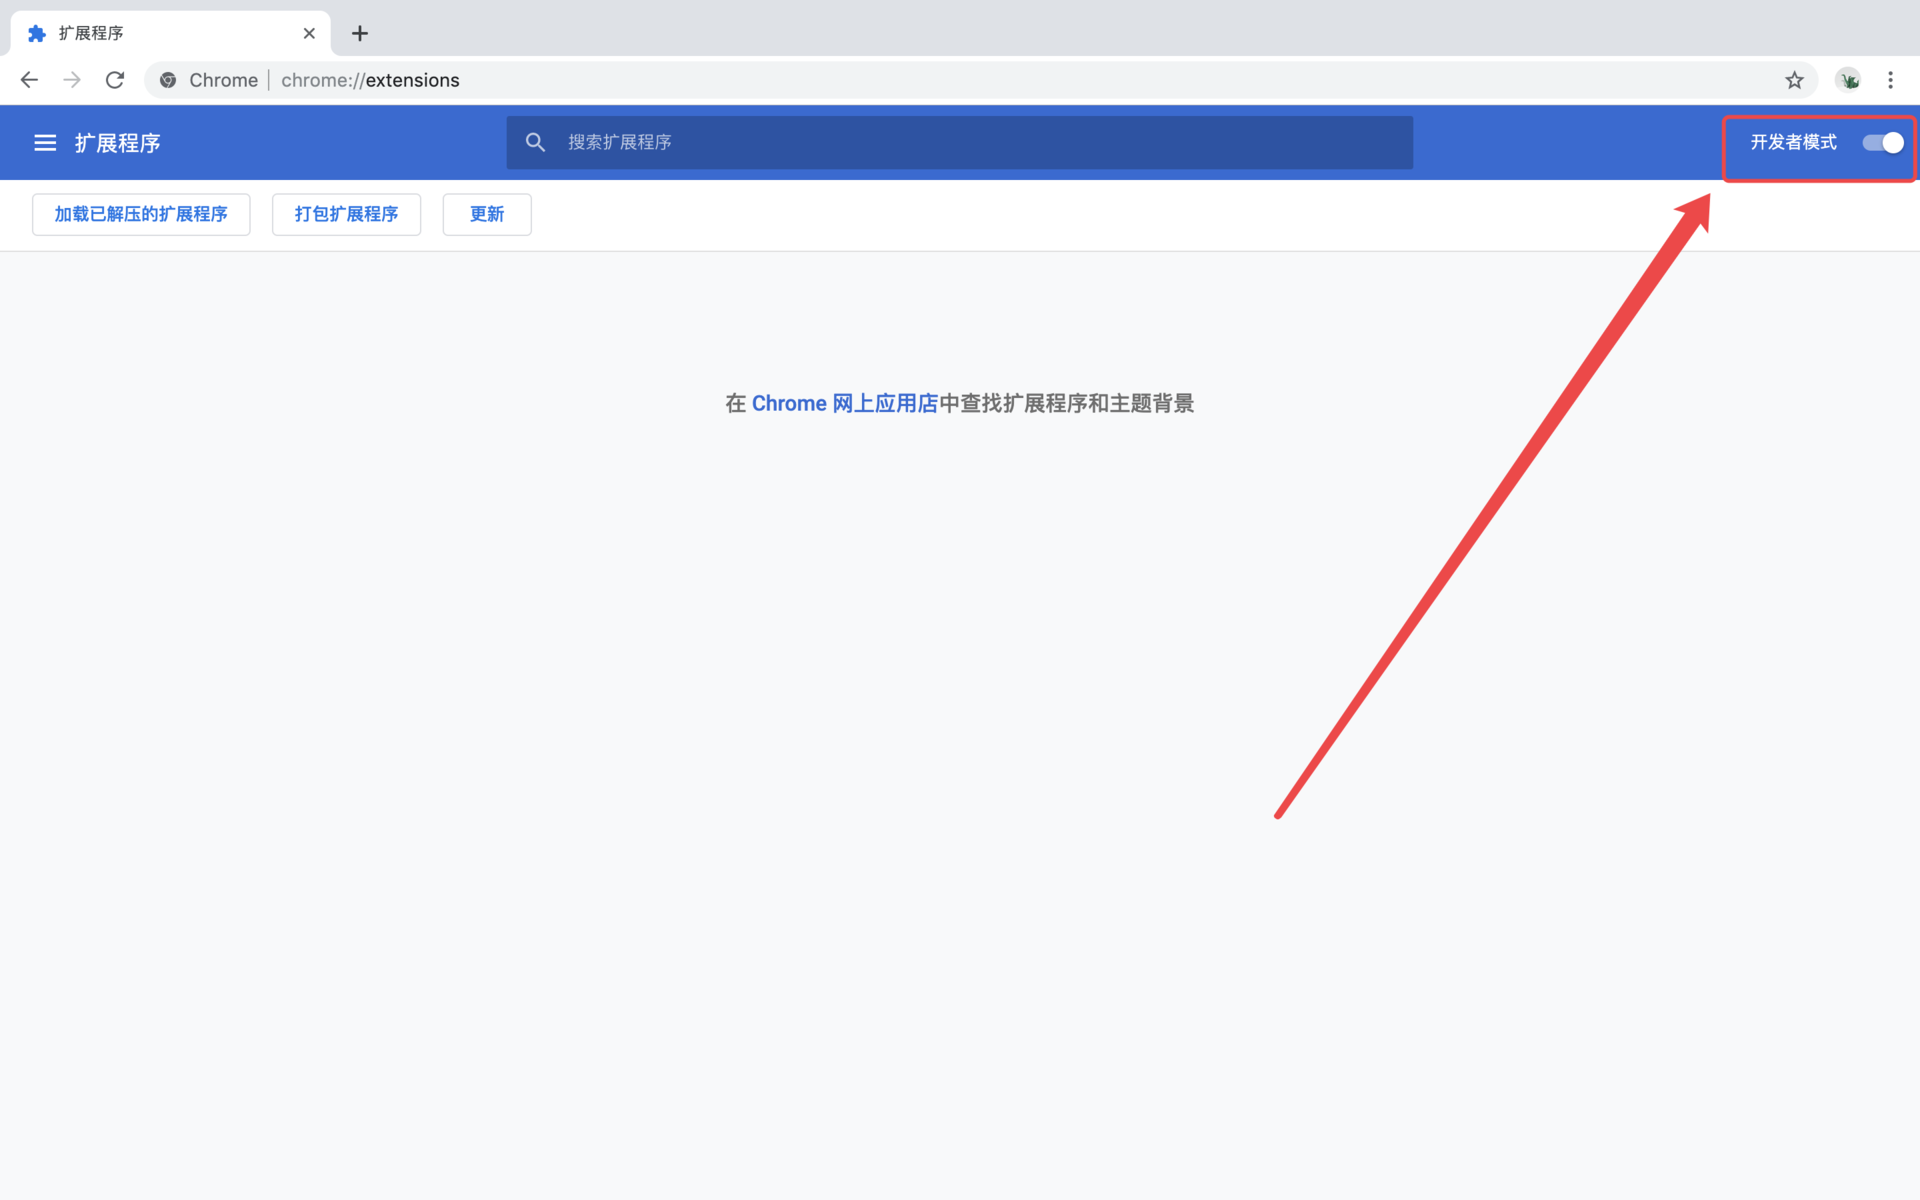 扩展程序
Chrome | chrome://extensions
扩展程序
搜索扩展程序
开发者模式
加载已解压的扩展程序
打包扩展程序
更新
在 Chrome 网上应用店中查找扩展程序和主题背景